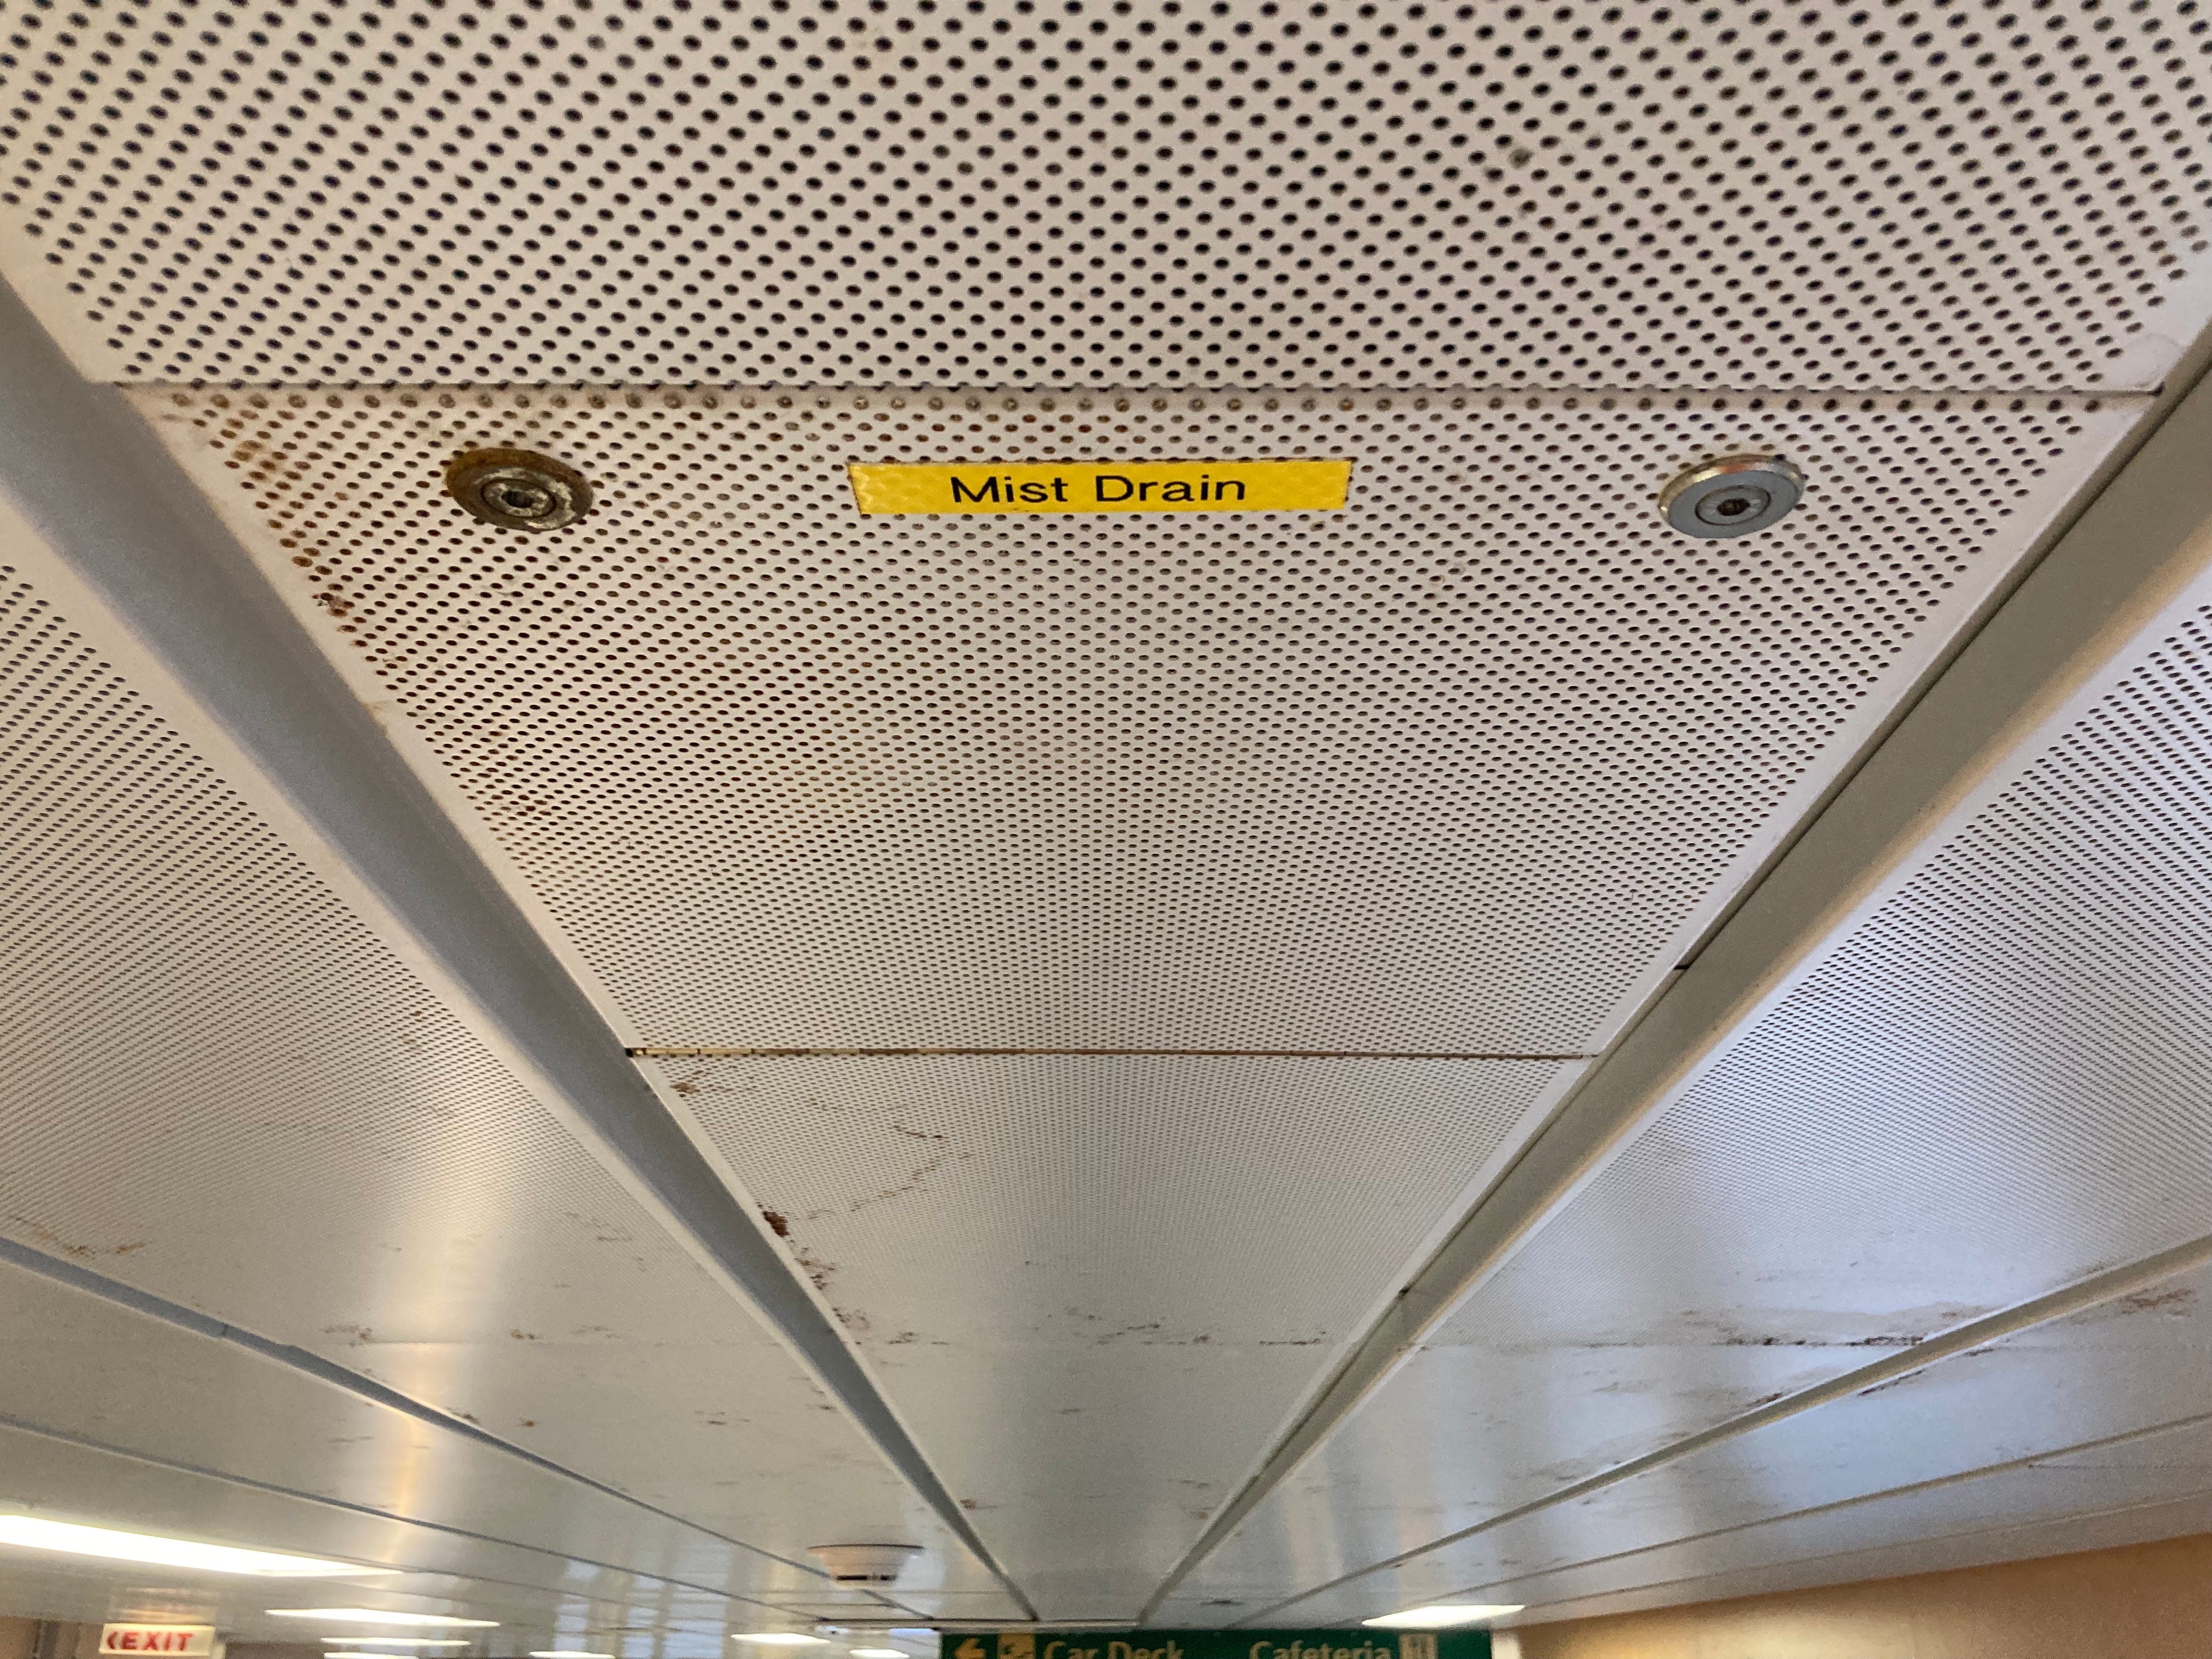 Mist Drain
EXIT
Car Deck Cafeteria